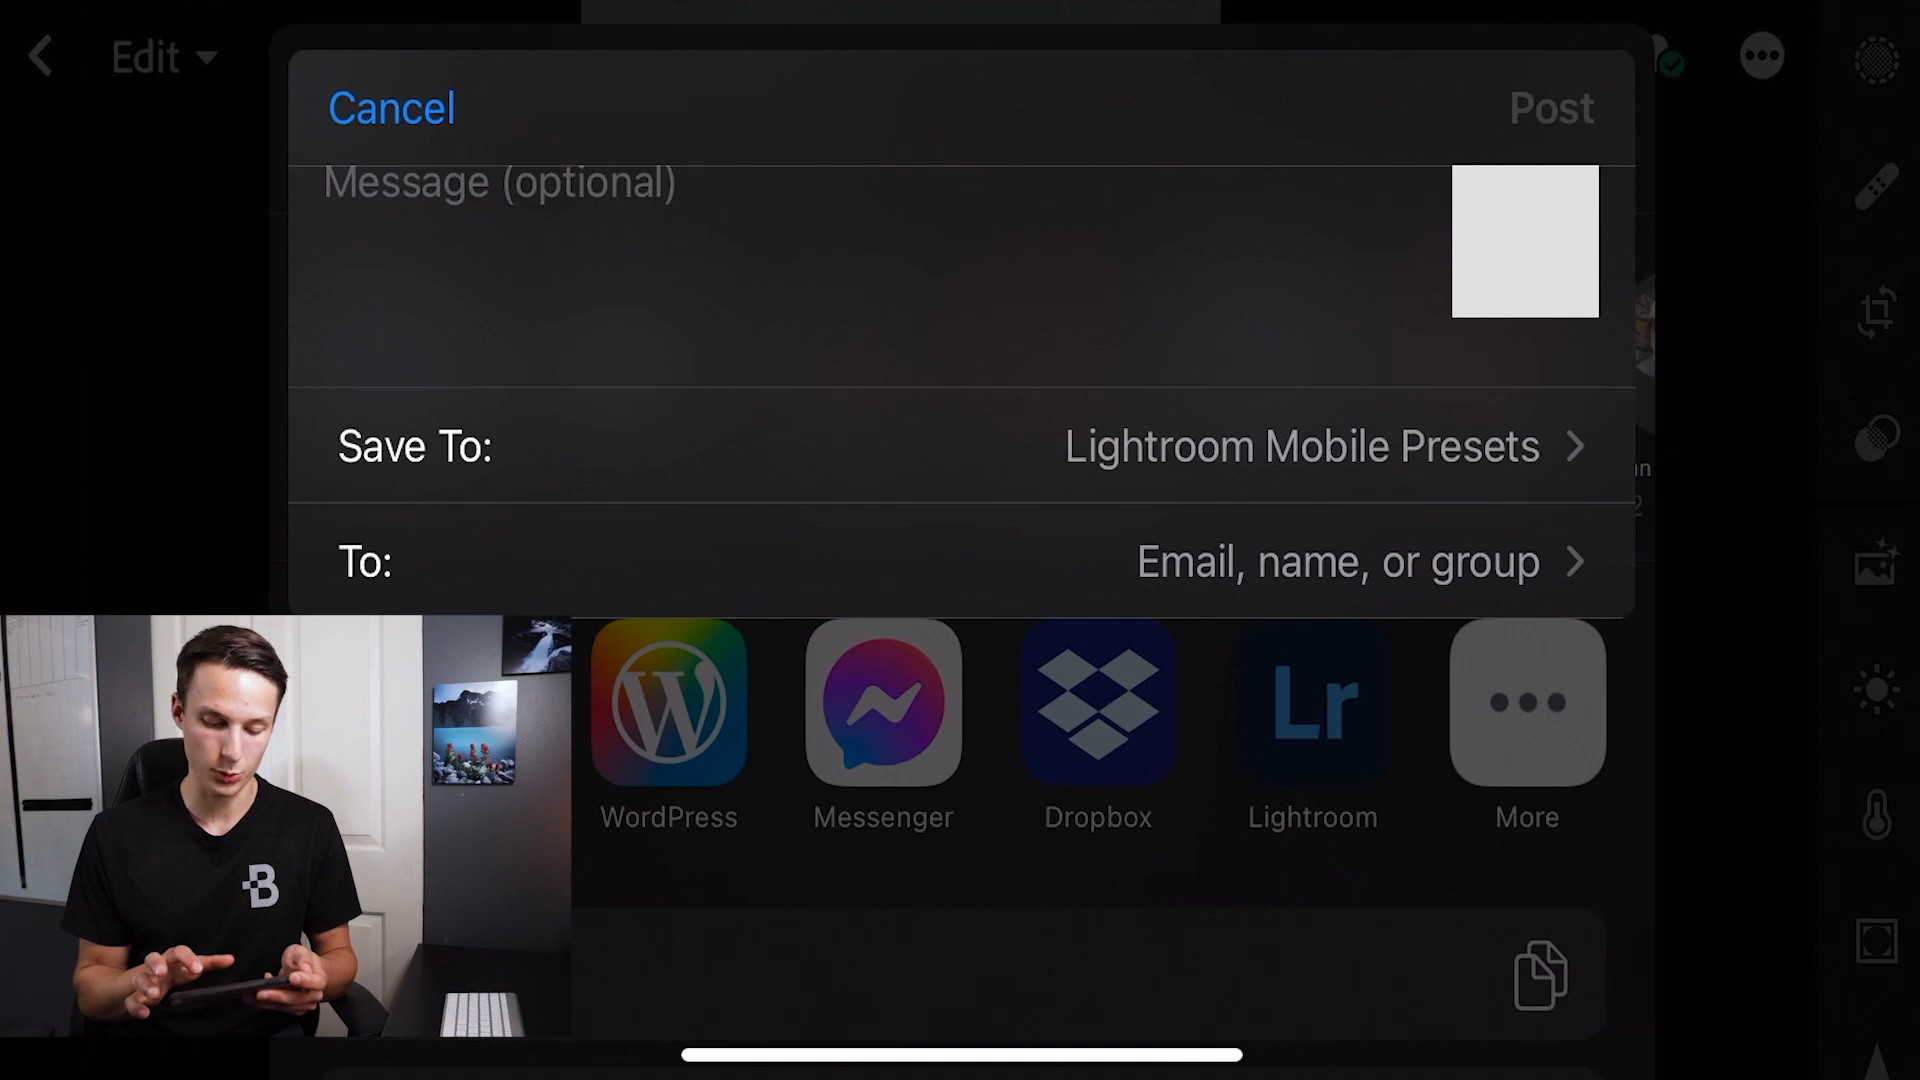 Edit
Cancel
Post
Message (optional)
Save To:
Lightroom Mobile Presets
To:
Email, name, or group
W
Lr
WordPress
Messenger
Dropbox
Lightroom
More
B